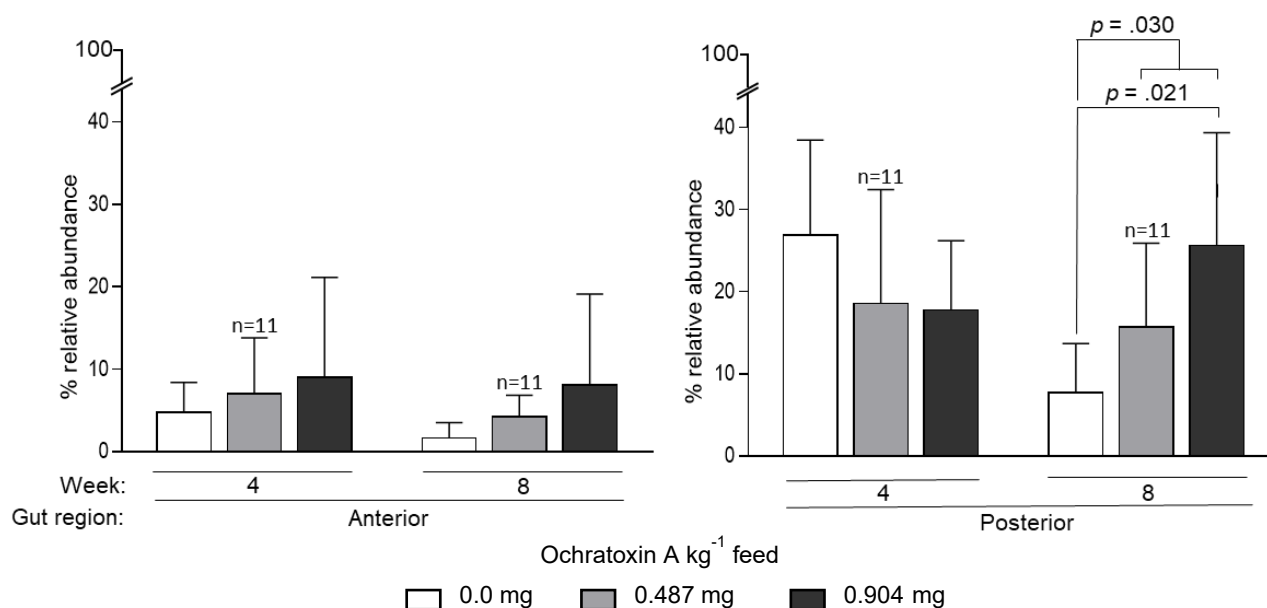 100
40
30
20
10
0
% relative abundance
n=11
n=11
Week: 4 8
Gut region: Anterior
p = .030
p = .021
100
40
30
20
10
0
% relative abundance
n=11
n=11
4 8
Posterior
Ochratoxin A kg⁻¹ feed
0.0 mg 0.487 mg 0.904 mg